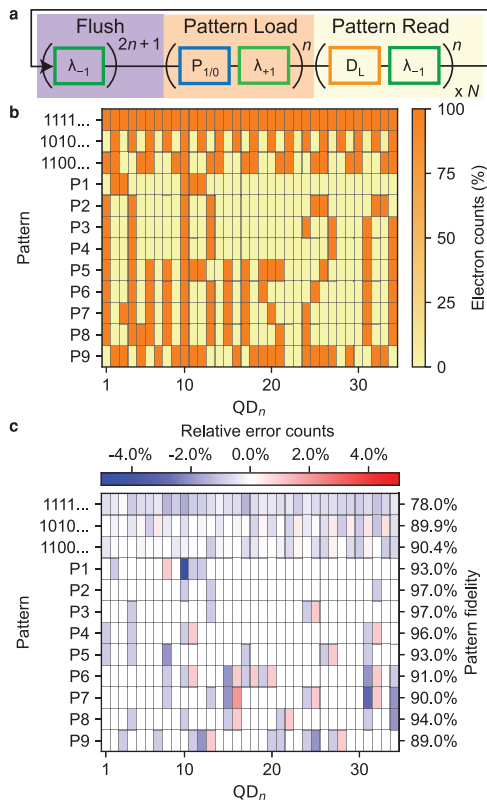 a
Flush
Pattern Load
Pattern Read
( λ−1 ) 2n + 1
( P1/0 λ+1 ) n
( DL λ−1 ) n
x N
b
1111...
1010...
1100...
P1
P2
P3
P4
P5
P6
P7
P8
P9
Pattern
1 10 20 30
QDn
100
75
50
25
0
Electron counts (%)
c
Relative error counts
-4.0% -2.0% 0.0% 2.0% 4.0%
1111... 78.0%
1010... 89.9%
1100... 90.4%
P1 93.0%
P2 97.0%
P3 97.0%
P4 96.0%
P5 93.0%
P6 91.0%
P7 90.0%
P8 94.0%
P9 89.0%
Pattern
Pattern fidelity
1 10 20 30
QDn